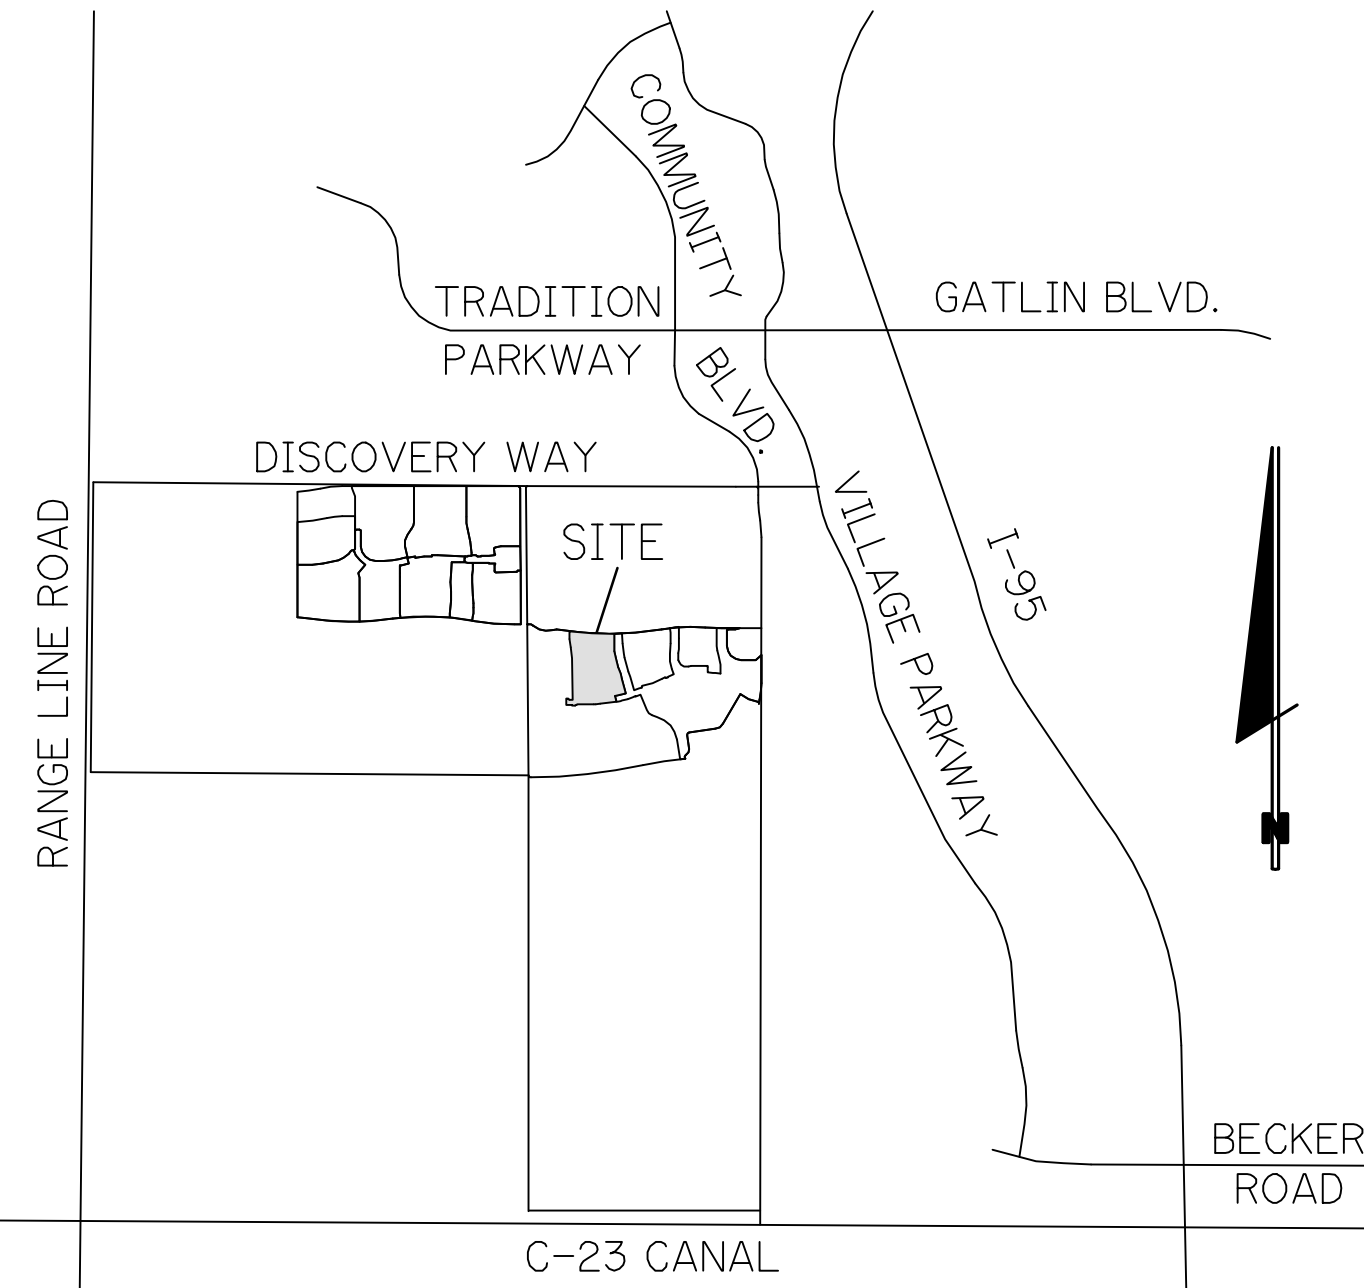 COMMUNITY
BLVD.
TRADITION
PARKWAY
GATLIN BLVD.
DISCOVERY WAY
SITE
RANGE LINE ROAD
VILLAGE PARKWAY
I-95
N
BECKER
ROAD
C-23 CANAL